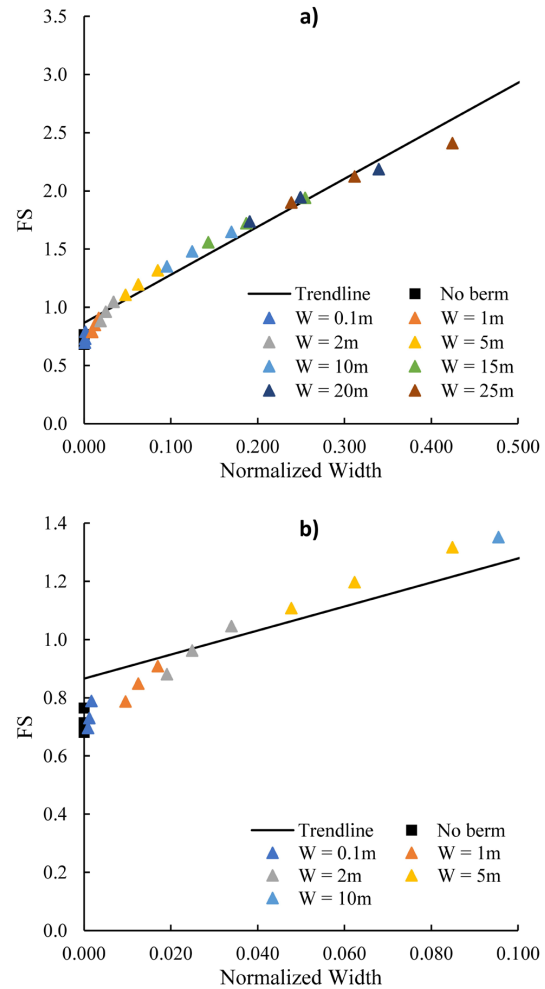 a)
3.5
3.0
2.5
2.0
1.5
1.0
0.5
0.0
FS
Trendline No berm
W = 0.1m W = 1m
W = 2m W = 5m
W = 10m W = 15m
W = 20m W = 25m
0.000 0.100 0.200 0.300 0.400 0.500
Normalized Width
b)
1.4
1.2
1.0
0.8
0.6
0.4
0.2
0.0
FS
Trendline No berm
W = 0.1m W = 1m
W = 2m W = 5m
W = 10m
0.000 0.020 0.040 0.060 0.080 0.100
Normalized Width